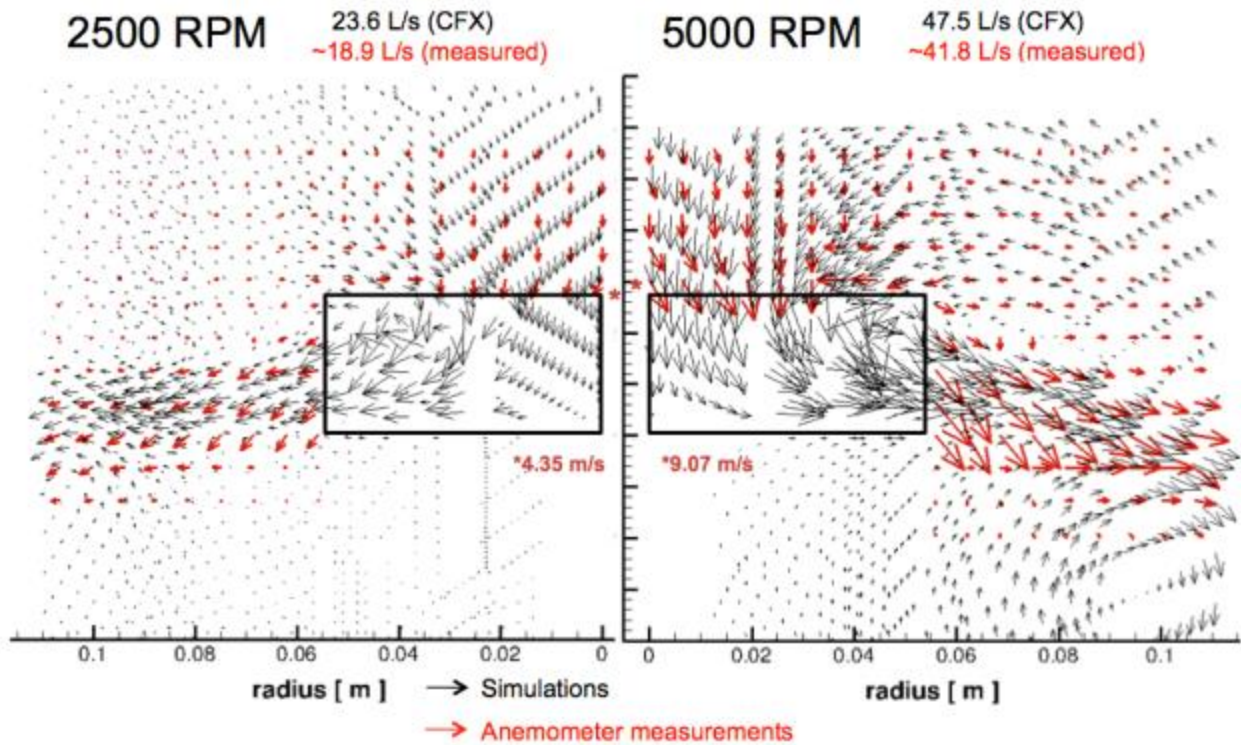 2500 RPM
23.6 L/s (CFX)
~18.9 L/s (measured)
5000 RPM
47.5 L/s (CFX)
~41.8 L/s (measured)
*
*
*4.35 m/s
*9.07 m/s
0.1 0.08 0.06 0.04 0.02 0
0 0.02 0.04 0.06 0.08 0.1
radius [ m ]
radius [ m ]
Simulations
Anemometer measurements